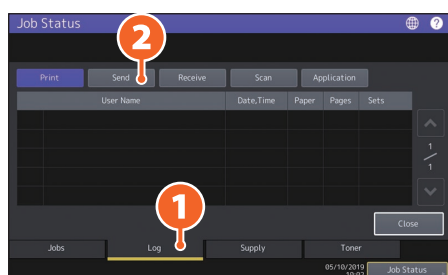 Job Status ?
2
Print Send Receive Scan Application
User Name Date,Time Paper Pages Sets
1
1
1
Close
Jobs Log Supply Toner
05/10/2019
Job Status